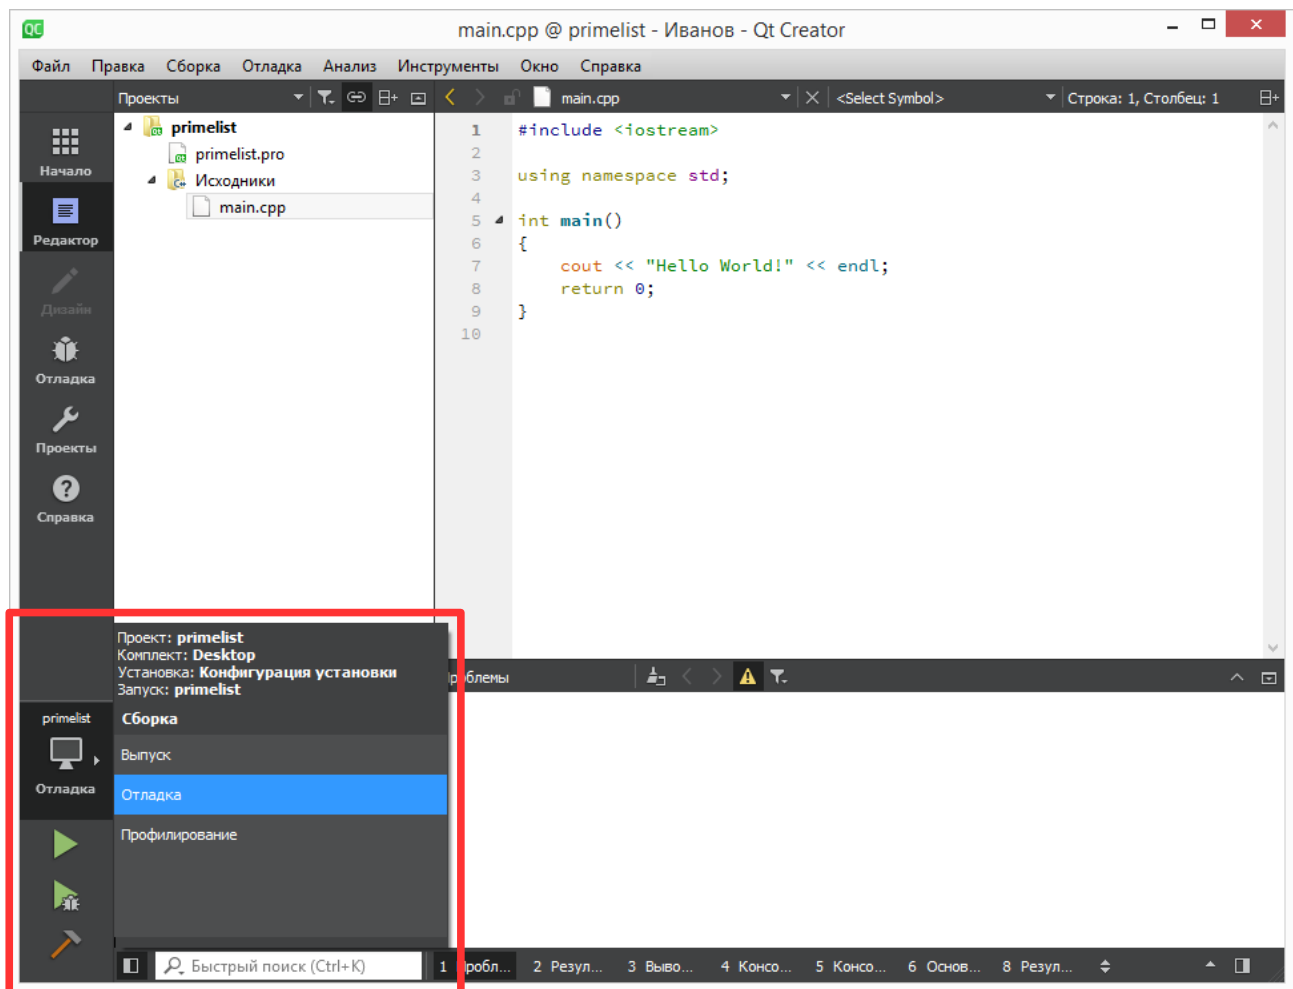 QC
main.cpp @ primelist - Иванов - Qt Creator
Файл Правка Сборка Отладка Анализ Инструменты Окно Справка
Проекты
main.cpp
<Select Symbol>
Строка: 1, Столбец: 1
Начало
Редактор
Дизайн
Отладка
Проекты
Справка
primelist
primelist.pro
Исходники
main.cpp
1 #include <iostream>
2
3 using namespace std;
4
5 int main()
6 {
7 cout << "Hello World!" << endl;
8 return 0;
9 }
10
Проект: primelist
Комплект: Desktop
Установка: Конфигурация установки
Запуск: primelist
роблемы
primelist
Отладка
Сборка
Выпуск
Отладка
Профилирование
Быстрый поиск (Ctrl+K)
1 Пробл... 2 Резул... 3 Выво... 4 Консо... 5 Консо... 6 Основ... 8 Резул...